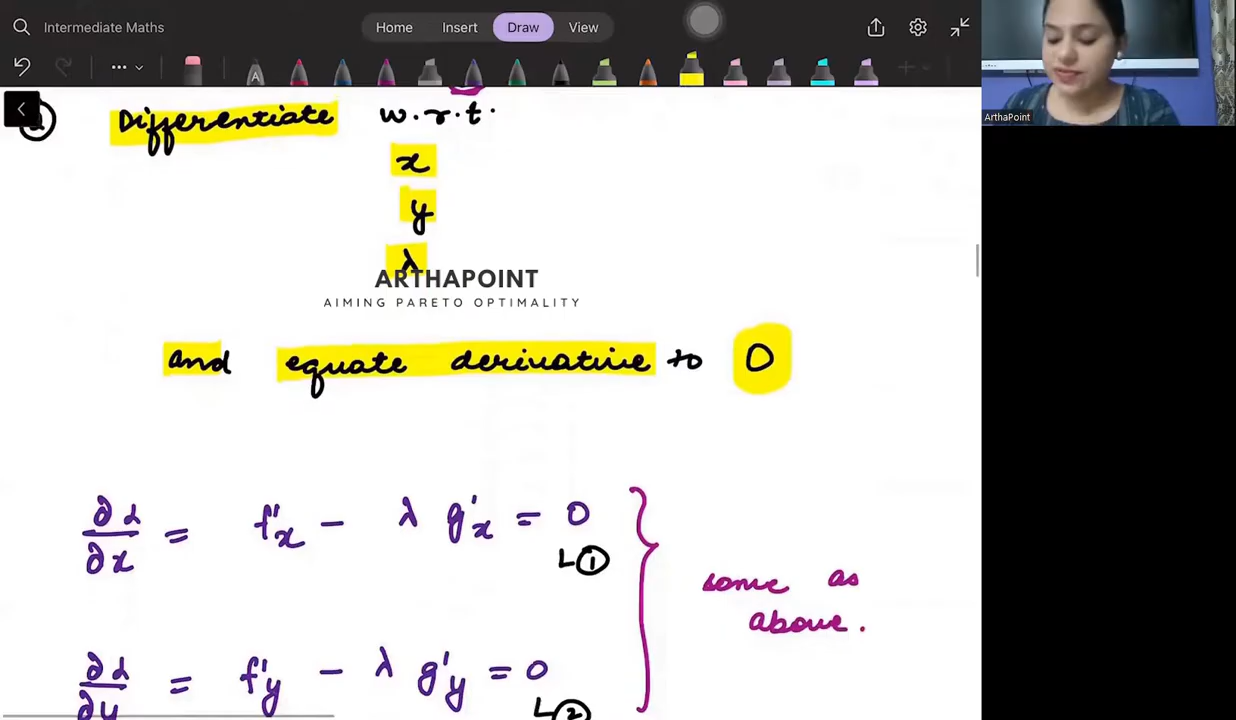 Intermediate Maths
Home Insert Draw View
ArthaPoint
Differentiate w.r.t.
x
y
λ
ARTHAPOINT
AIMING PARETO OPTIMALITY
and equate derivative to 0
∂L/∂x = f'x - λ g'x = 0
①
same as
above.
∂L/∂y = f'y - λ g'y = 0
②